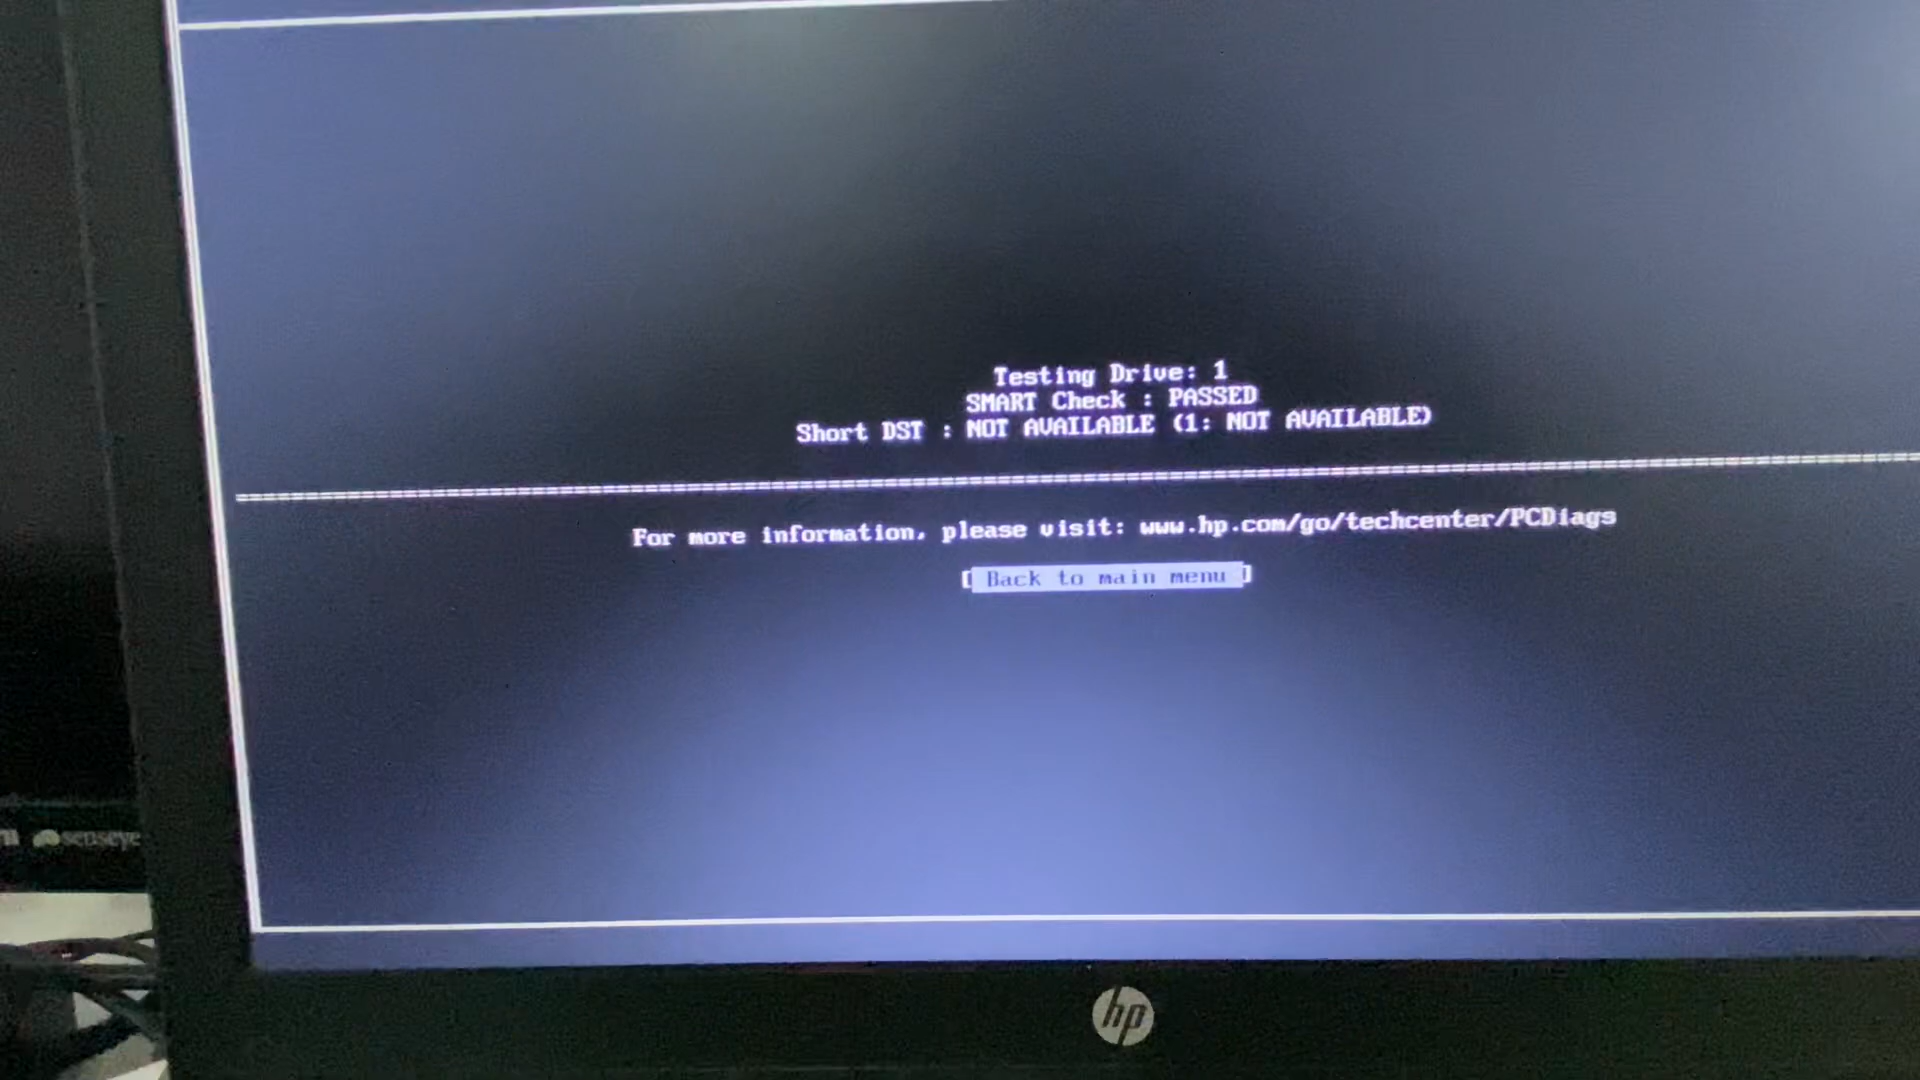 Testing Drive: 1
SMART Check : PASSED
Short DST : NOT AVAILABLE (1: NOT AVAILABLE)
For more information, please visit: www.hp.com/go/techcenter/PCDiags
[ Back to main menu ]
senseye
hp